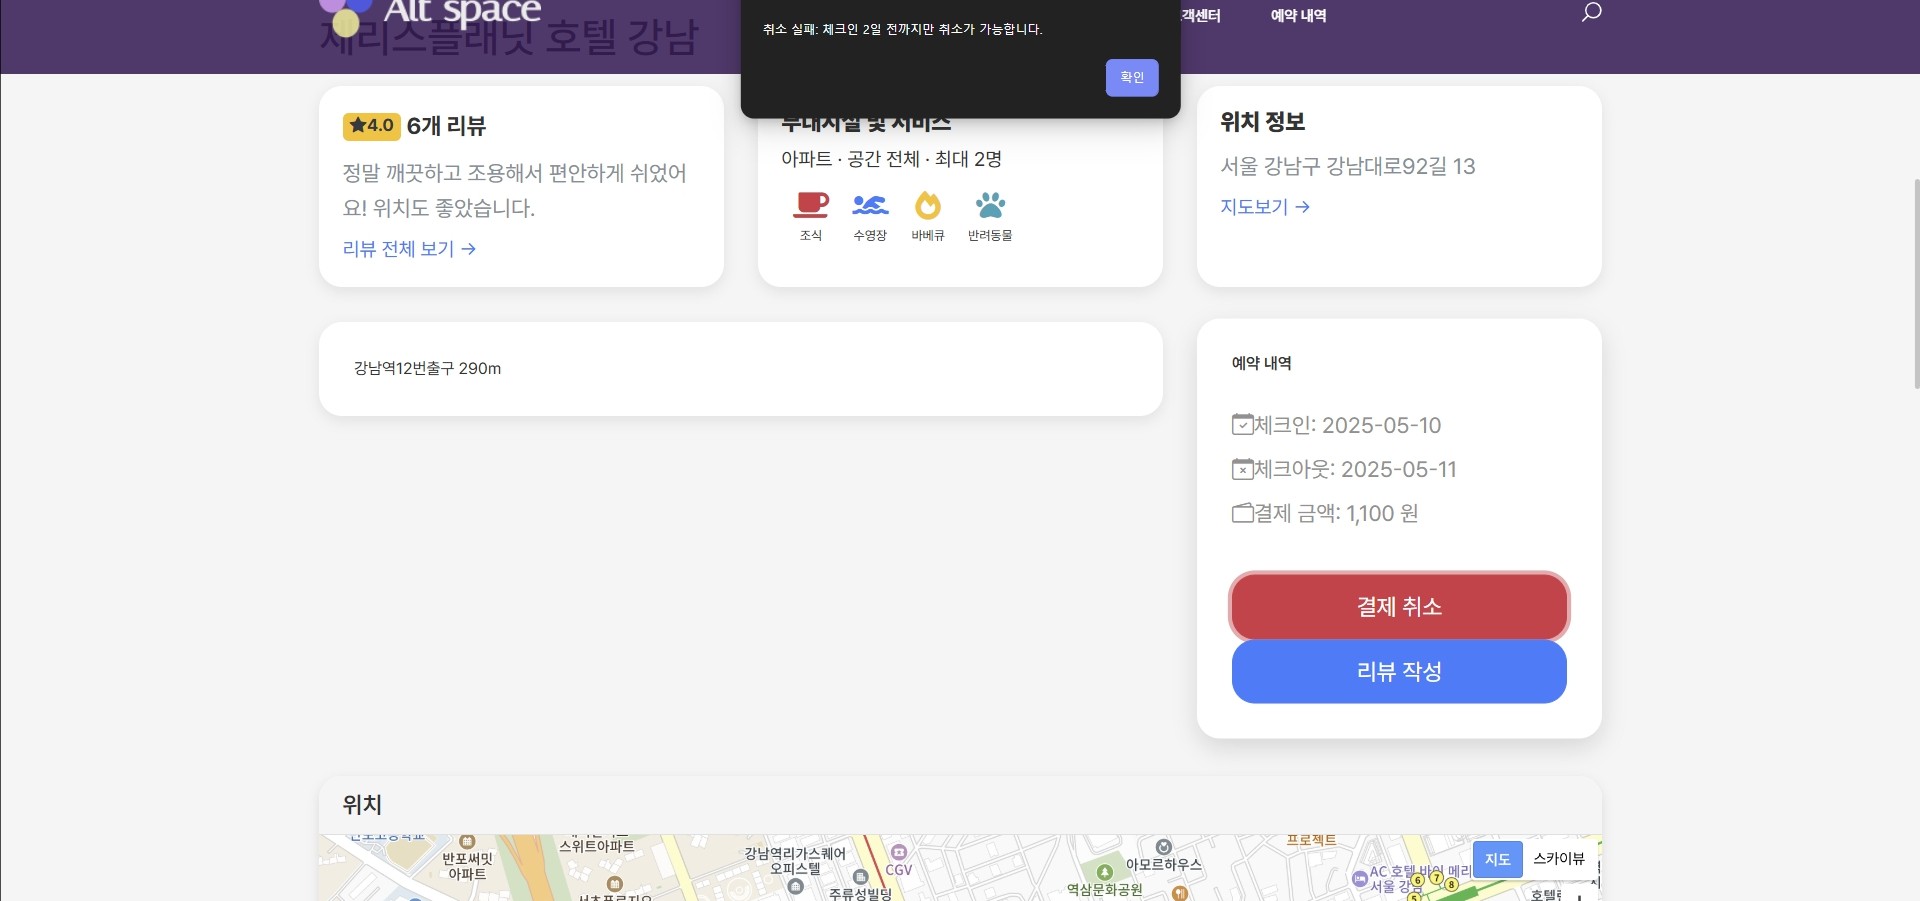 Alt space
제리스플래닛 호텔 강남
객센터
예약 내역
취소 실패: 체크인 2일 전까지만 취소가 가능합니다.
확인
4.0 6개 리뷰
정말 깨끗하고 조용해서 편안하게 쉬었어
요! 위치도 좋았습니다.
리뷰 전체 보기 →
부대시설 및 서비스
아파트 · 공간 전체 · 최대 2명
조식
수영장
바베큐
반려동물
위치 정보
서울 강남구 강남대로92길 13
지도보기 →
강남역12번출구 290m
예약 내역
체크인: 2025-05-10
체크아웃: 2025-05-11
결제 금액: 1,100 원
결제 취소
리뷰 작성
위치
반포써밋
아파트
스위트아파트
강남역리가스퀘어
오피스텔
주류성빌딩
CGV
역삼문화공원
아모르하우스
프로젝트
AC 호텔 바이 메리
서울 강남
6
7
8
5
지도
스카이뷰